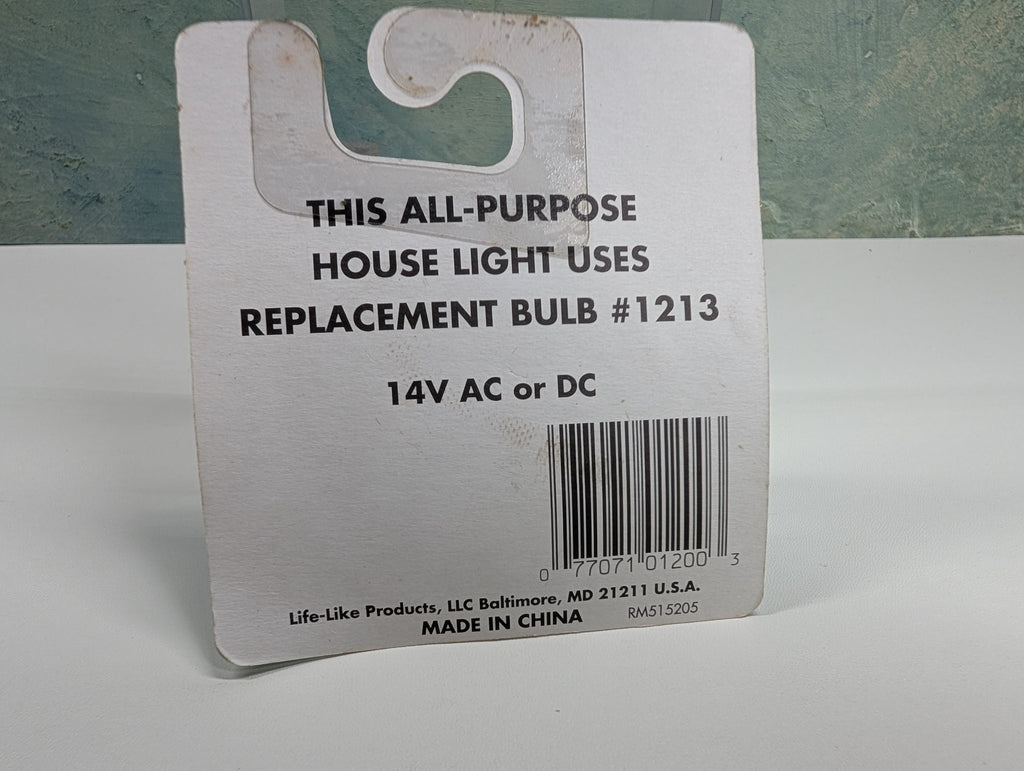 THIS ALL-PURPOSE
HOUSE LIGHT USES
REPLACEMENT BULB #1213
14V AC or DC
0 77071 01200 3
Life-Like Products, LLC Baltimore, MD 21211 U.S.A.
MADE IN CHINA RM515205